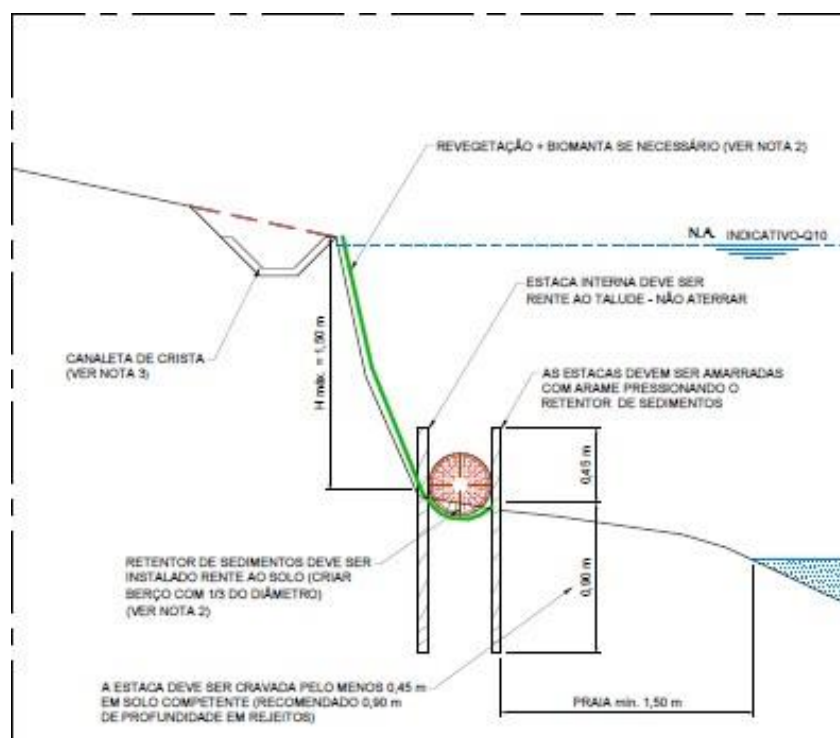 REVEGETAÇÃO + BIOMANTA SE NECESSÁRIO (VER NOTA 2)
N.A. INDICATIVO-Q10
ESTACA INTERNA DEVE SER
RENTE AO TALUDE - NÃO ATERRAR
CANALETA DE CRISTA
(VER NOTA 3)
H máx. = 1,50 m
AS ESTACAS DEVEM SER AMARRADAS
COM ARAME PRESSIONANDO O
RETENTOR DE SEDIMENTOS
0,45 m
RETENTOR DE SEDIMENTOS DEVE SER
INSTALADO RENTE AO SOLO (CRIAR
BERÇO COM 1/3 DO DIÂMETRO)
(VER NOTA 2)
0,90 m
A ESTACA DEVE SER CRAVADA PELO MENOS 0,45 m
EM SOLO COMPETENTE (RECOMENDADO 0,90 m
DE PROFUNDIDADE EM REJEITOS)
PRAIA min. 1,50 m